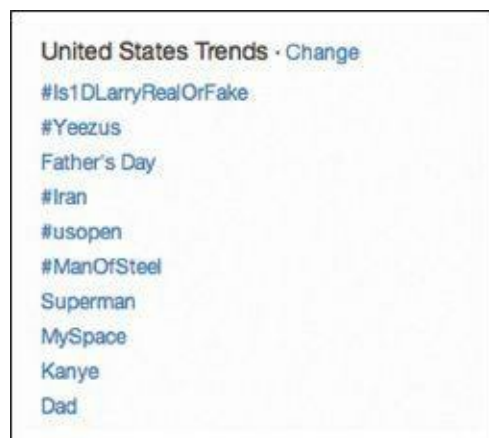 United States Trends · Change
#Is1DLarryRealOrFake
#Yeezus
Father's Day
#Iran
#usopen
#ManOfSteel
Superman
MySpace
Kanye
Dad